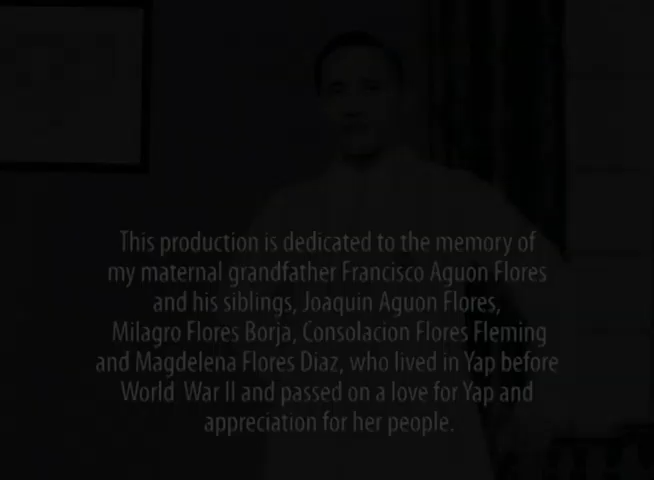 This production is dedicated to the memory of
my maternal grandfather Francisco Aguon Flores
and his siblings, Joaquin Aguon Flores,
Milagro Flores Borja, Consolacion Flores Fleming
and Magdelena Flores Diaz, who lived in Yap before
World War II and passed on a love for Yap and
appreciation for her people.